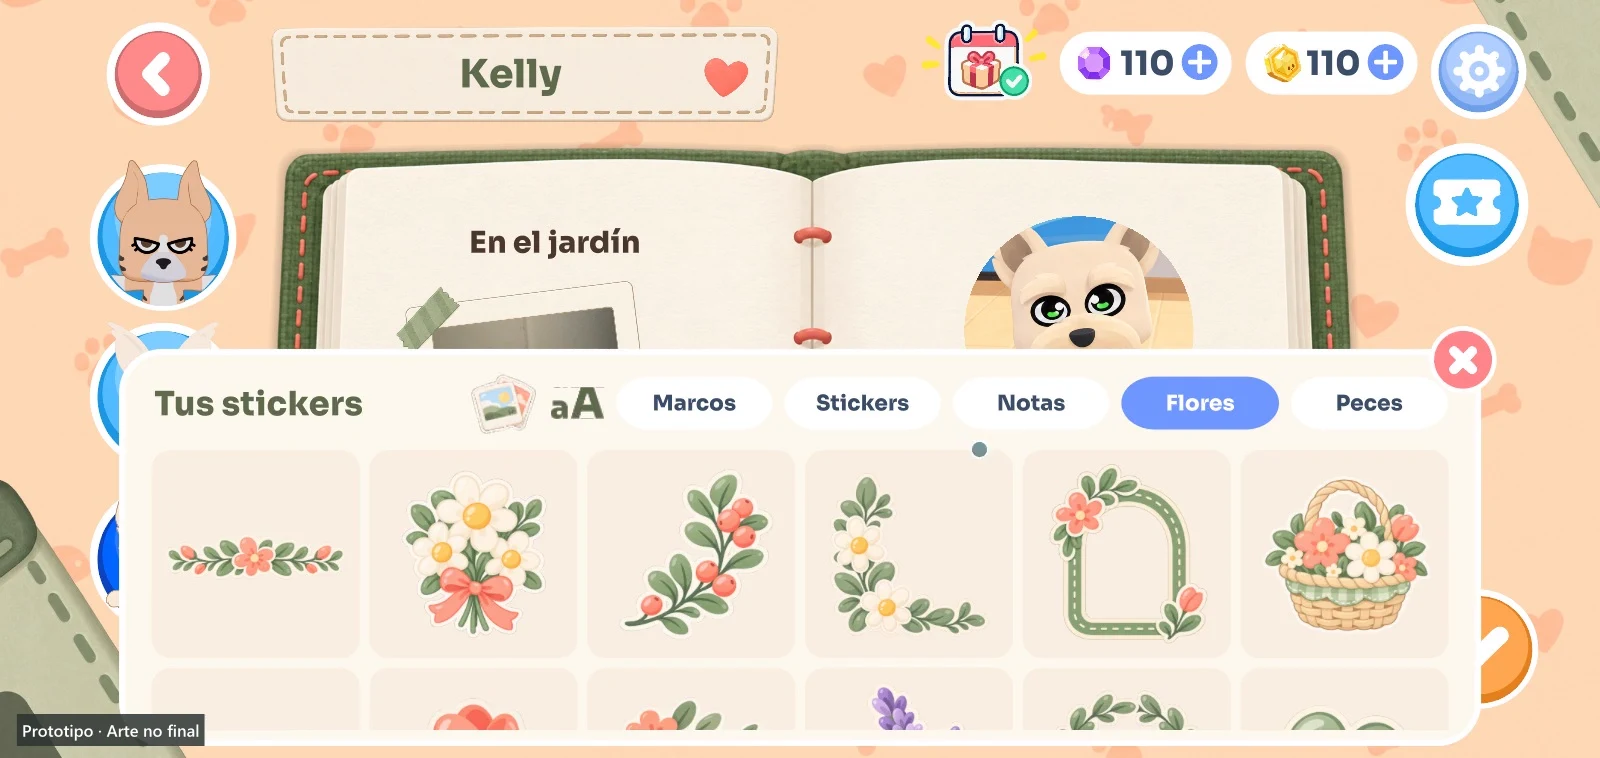 Kelly
110
110
En el jardín
Tus stickers
aA
Marcos
Stickers
Notas
Flores
Peces
Prototipo · Arte no final